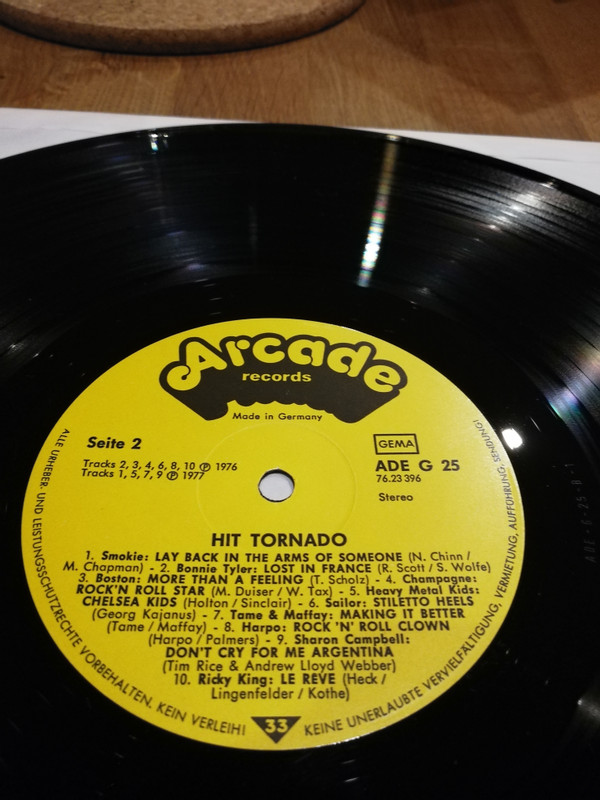 Arcade
records
Made in Germany
Seite 2
GEMA
Tracks 2, 3, 4, 6, 8, 10 Ⓟ 1976
Tracks 1, 5, 7, 9 Ⓟ 1977
ADE G 25
76.23 396
Stereo
HIT TORNADO
1. Smokie: LAY BACK IN THE ARMS OF SOMEONE (N. Chinn /
M. Chapman) - 2. Bonnie Tyler: LOST IN FRANCE (R. Scott / S. Wolfe)
3. Boston: MORE THAN A FEELING (T. Scholz) - 4. Champagne:
ROCK'N ROLL STAR (M. Duiser / W. Tax) - 5. Heavy Metal Kids:
CHELSEA KIDS (Holton / Sinclair) - 6. Sailor: STILETTO HEELS
(Georg Kajanus) - 7. Tame & Maffay: MAKING IT BETTER
(Tame / Maffay) - 8. Harpo: ROCK 'N' ROLL CLOWN
(Harpo / Palmers) - 9. Sharon Campbell:
DON'T CRY FOR ME ARGENTINA
(Tim Rice & Andrew Lloyd Webber)
10. Ricky King: LE REVE (Heck /
Lingenfelder / Kothe)
ALLE URHEBER- UND LEISTUNGSSCHUTZRECHTE VORBEHALTEN. KEIN VERLEIH! KEINE UNERLAUBTE VERVIELFÄLTIGUNG, VERMIETUNG, AUFFÜHRUNG, SENDUNG!
33